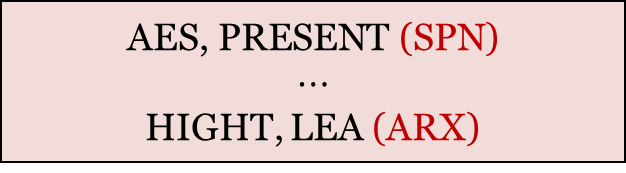 AES, PRESENT (SPN)
...
HIGHT, LEA (ARX)